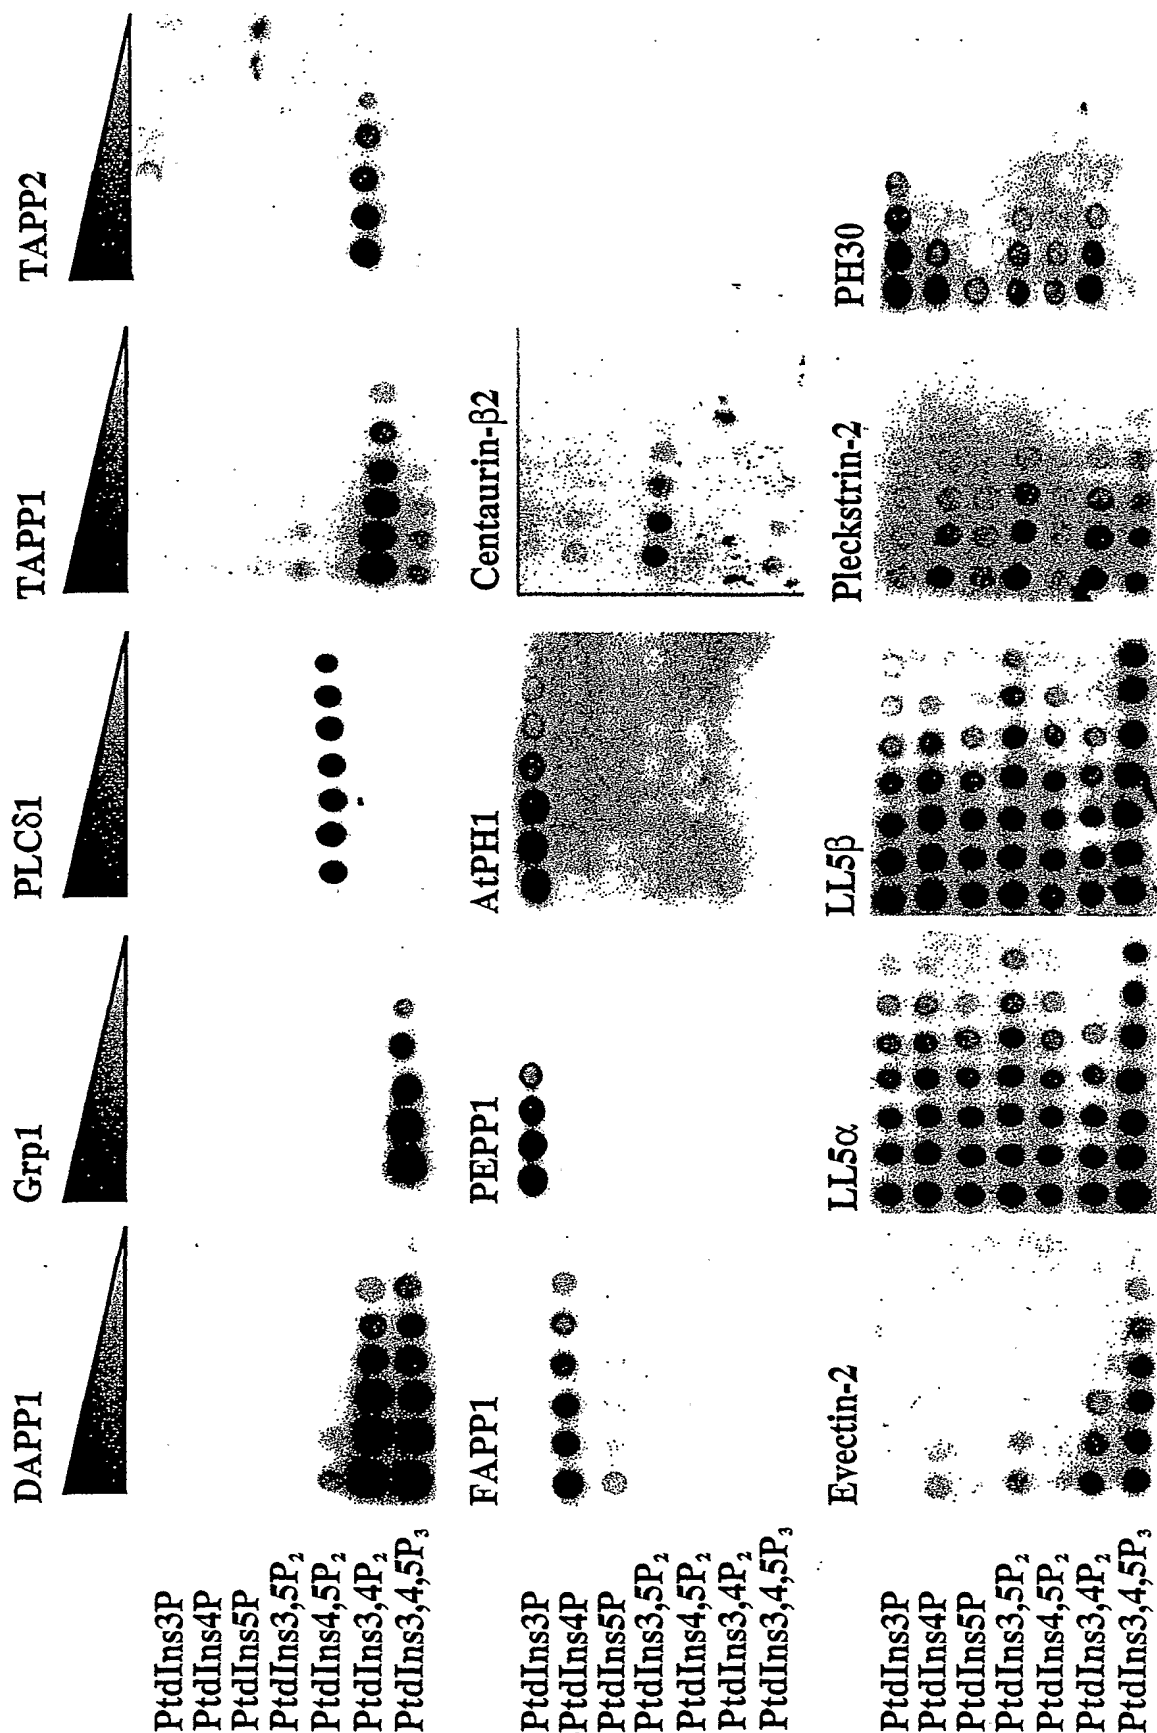 DAPP1
Grp1
PLCδ1
TAPP1
TAPP2
PtdIns3P
PtdIns4P
PtdIns5P
PtdIns3,5P₂
PtdIns4,5P₂
PtdIns3,4P₂
PtdIns3,4,5P₃
FAPP1
PEPP1
AtPH1
Centaurin-β2
PtdIns3P
PtdIns4P
PtdIns5P
PtdIns3,5P₂
PtdIns4,5P₂
PtdIns3,4P₂
PtdIns3,4,5P₃
Evectin-2
LL5α
LL5β
Pleckstrin-2
PH30
PtdIns3P
PtdIns4P
PtdIns5P
PtdIns3,5P₂
PtdIns4,5P₂
PtdIns3,4P₂
PtdIns3,4,5P₃